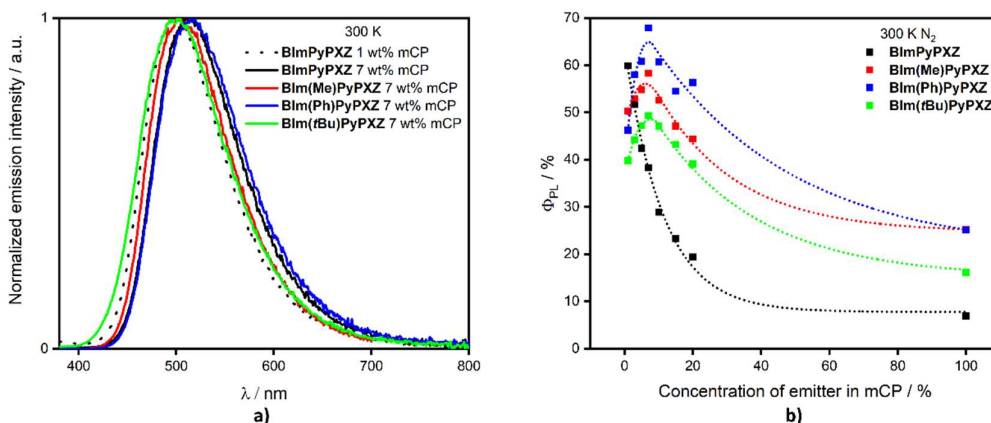 Normalized emission intensity / a.u.
1
0
300 K
BImPyPXZ 1 wt% mCP
BImPyPXZ 7 wt% mCP
BIm(Me)PyPXZ 7 wt% mCP
BIm(Ph)PyPXZ 7 wt% mCP
BIm(tBu)PyPXZ 7 wt% mCP
400 500 600 700 800
λ / nm
a)
ΦPL / %
70
60
50
40
30
20
10
0
300 K N2
BImPyPXZ
BIm(Me)PyPXZ
BIm(Ph)PyPXZ
BIm(tBu)PyPXZ
0 20 40 60 80 100
Concentration of emitter in mCP / %
b)